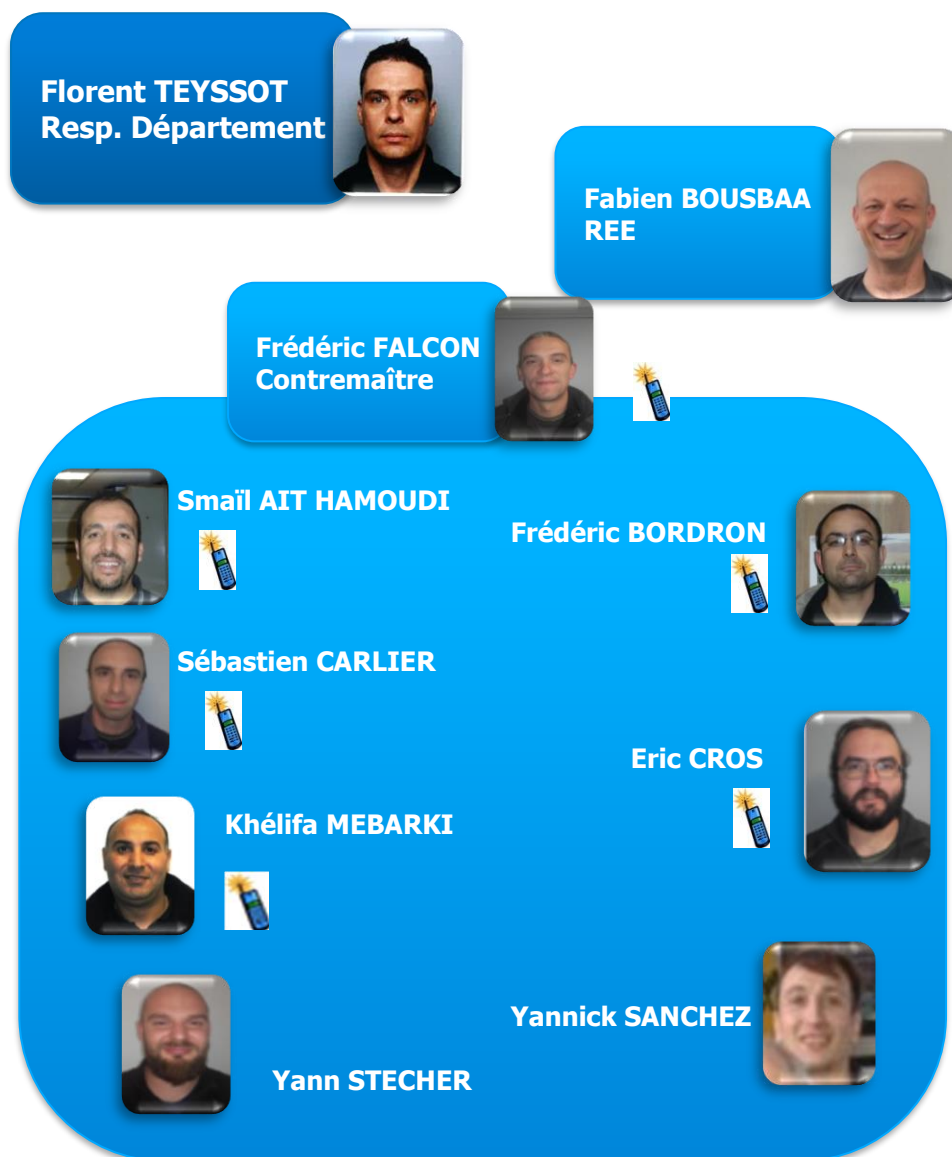 Florent TEYSSOT
Resp. Département
Fabien BOUSBAA
REE
Frédéric FALCON
Contremaître
Smaïl AIT HAMOUDI
Frédéric BORDRON
Sébastien CARLIER
Eric CROS
Khélifa MEBARKI
Yannick SANCHEZ
Yann STECHER